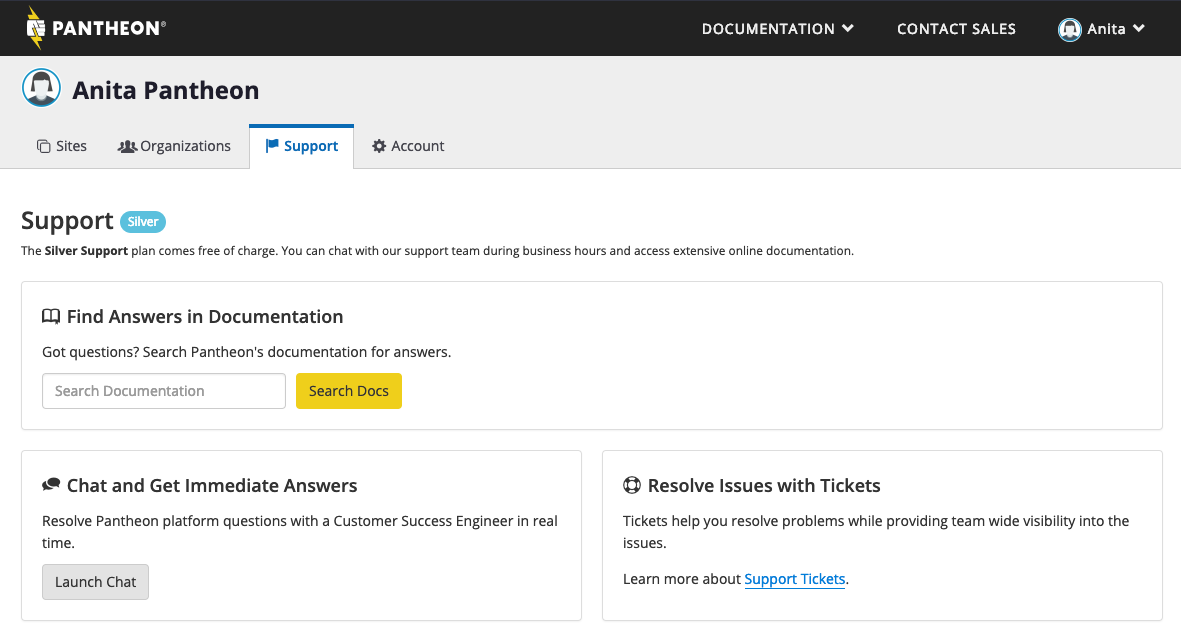 PANTHEON®
DOCUMENTATION
CONTACT SALES
Anita
Anita Pantheon
Sites
Organizations
Support
Account
Support Silver
The Silver Support plan comes free of charge. You can chat with our support team during business hours and access extensive online documentation.
Find Answers in Documentation
Got questions? Search Pantheon's documentation for answers.
Search Documentation
Search Docs
Chat and Get Immediate Answers
Resolve Pantheon platform questions with a Customer Success Engineer in real
time.
Launch Chat
Resolve Issues with Tickets
Tickets help you resolve problems while providing team wide visibility into the
issues.
Learn more about Support Tickets.